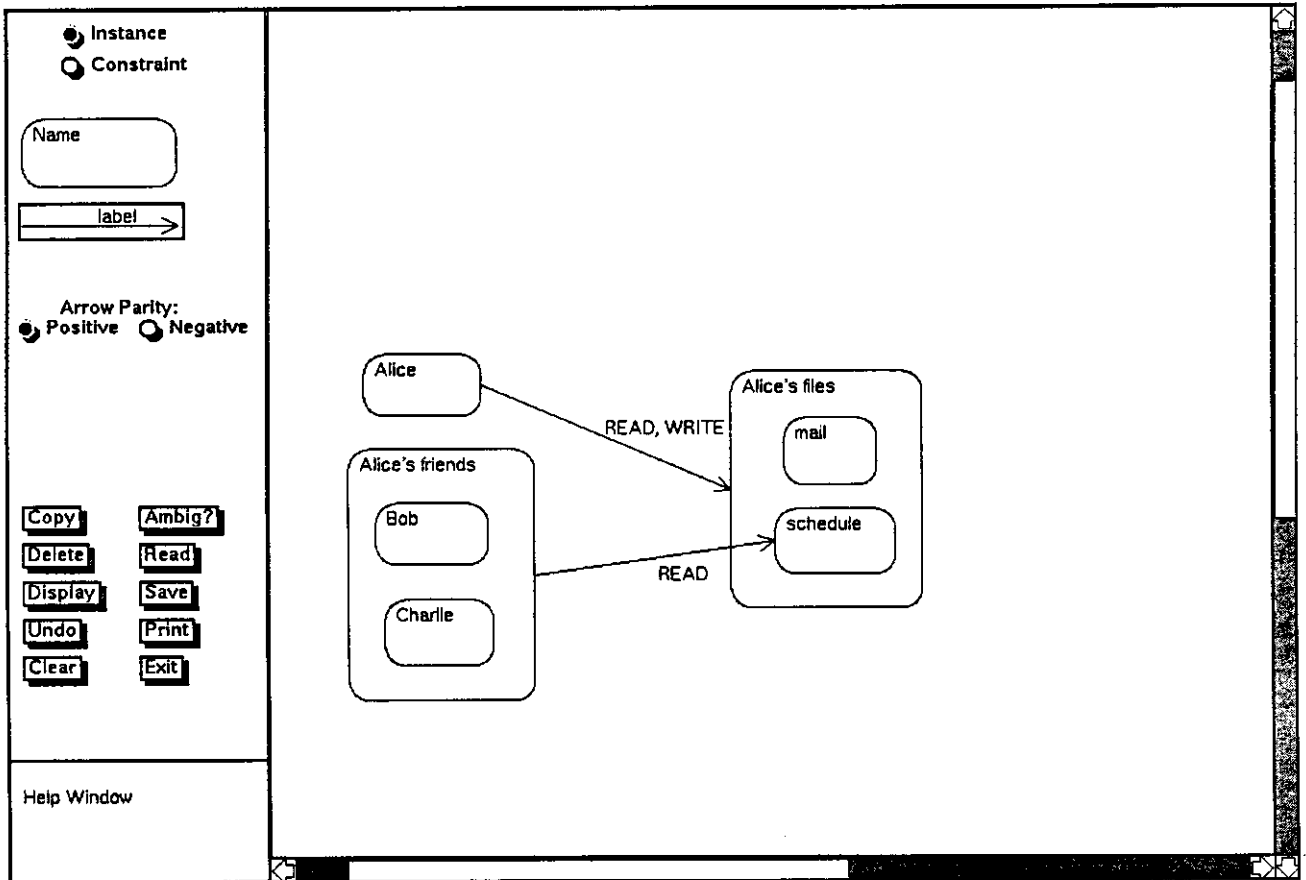 Instance
Constraint
Name
label
Arrow Parity:
Positive Negative
Copy Ambig?
Delete Read
Display Save
Undo Print
Clear Exit
Help Window
Alice
READ, WRITE
Alice's files
mail
schedule
Alice's friends
Bob
Charlie
READ